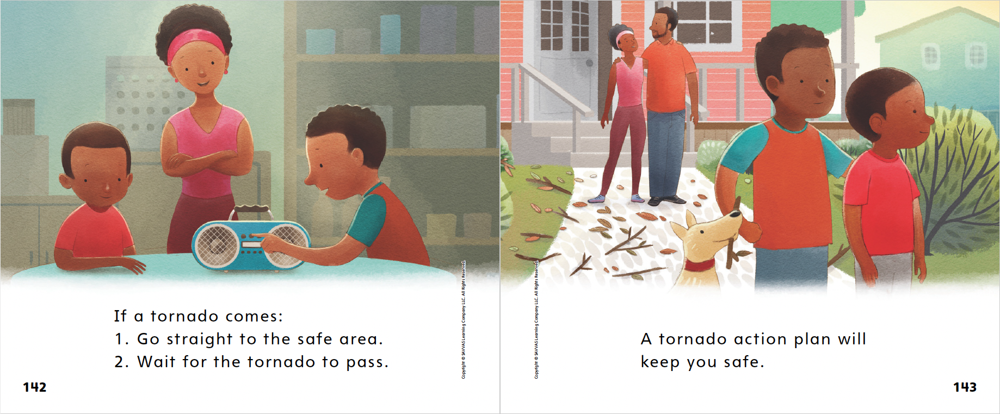 If a tornado comes:
1. Go straight to the safe area.
2. Wait for the tornado to pass.
142
Copyright © SAVVAS Learning Company LLC. All Rights Reserved.
Copyright © SAVVAS Learning Company LLC. All Rights Reserved.
A tornado action plan will
keep you safe.
143